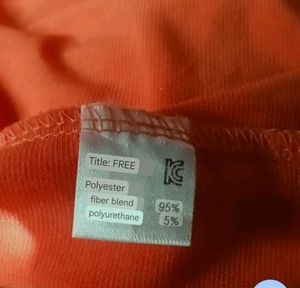 Title: FREE
Polyester
fiber blend 95%
polyurethane 5%